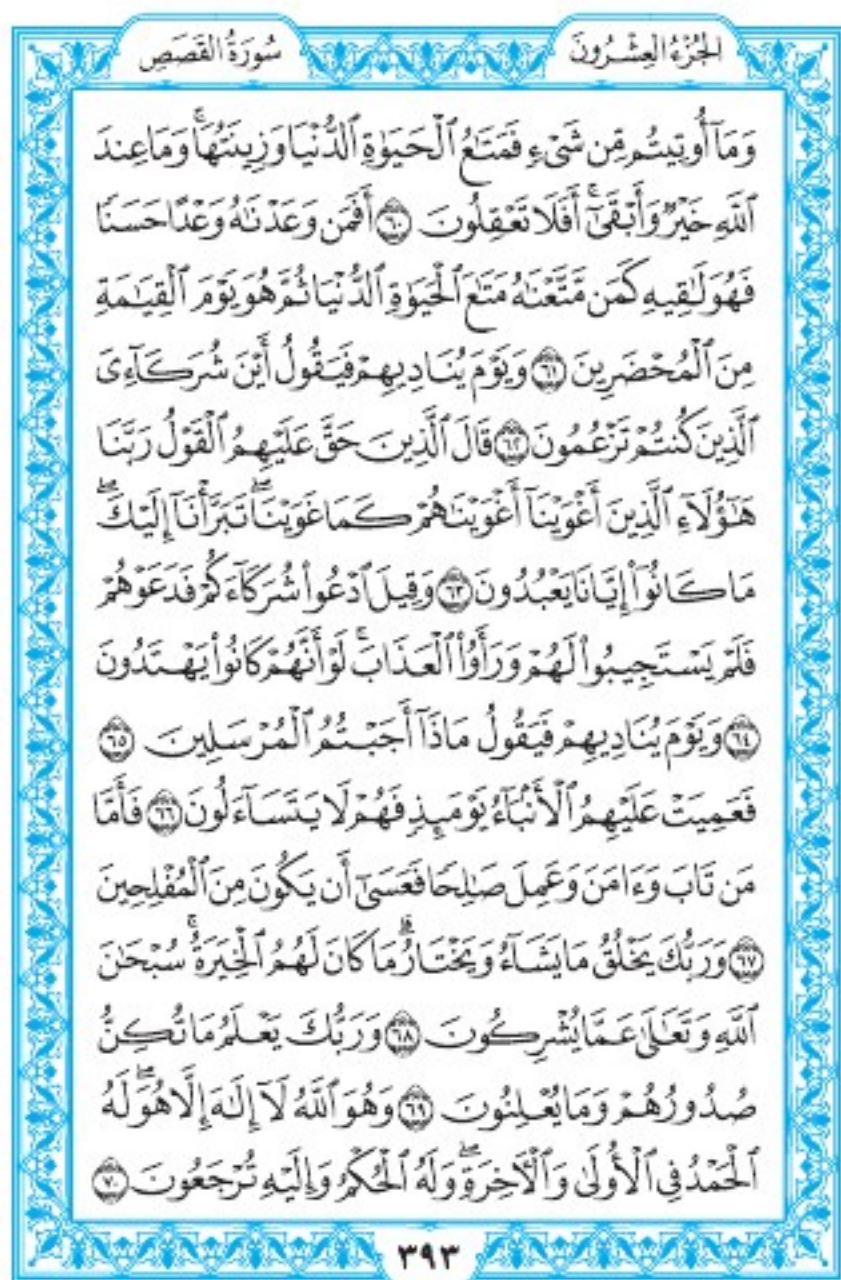 سُورَةُ القَصَصِ
الجُزْءُ العِشْرُونَ
وَمَآ أُوتِيتُم مِّن شَىْءٍ فَمَتَـٰعُ ٱلْحَيَوٰةِ ٱلدُّنْيَا وَزِينَتُهَاۚ وَمَا عِندَ
ٱللَّهِ خَيْرٌ وَأَبْقَىٰٓۚ أَفَلَا تَعْقِلُونَ ٦٠ أَفَمَن وَعَدْنَـٰهُ وَعْدًا حَسَنًا
فَهُوَ لَـٰقِيهِ كَمَن مَّتَّعْنَـٰهُ مَتَـٰعَ ٱلْحَيَوٰةِ ٱلدُّنْيَا ثُمَّ هُوَ يَوْمَ ٱلْقِيَـٰمَةِ
مِنَ ٱلْمُحْضَرِينَ ٦١ وَيَوْمَ يُنَادِيهِمْ فَيَقُولُ أَيْنَ شُرَكَآءِىَ
ٱلَّذِينَ كُنتُمْ تَزْعُمُونَ ٦٢ قَالَ ٱلَّذِينَ حَقَّ عَلَيْهِمُ ٱلْقَوْلُ رَبَّنَا
هَـٰٓؤُلَآءِ ٱلَّذِينَ أَغْوَيْنَآ أَغْوَيْنَـٰهُمْ كَمَا غَوَيْنَاۖ تَبَرَّأْنَآ إِلَيْكَۖ
مَا كَانُوٓا۟ إِيَّانَا يَعْبُدُونَ ٦٣ وَقِيلَ ٱدْعُوا۟ شُرَكَآءَكُمْ فَدَعَوْهُمْ
فَلَمْ يَسْتَجِيبُوا۟ لَهُمْ وَرَأَوُا۟ ٱلْعَذَابَۚ لَوْ أَنَّهُمْ كَانُوا۟ يَهْتَدُونَ
٦٤ وَيَوْمَ يُنَادِيهِمْ فَيَقُولُ مَاذَآ أَجَبْتُمُ ٱلْمُرْسَلِينَ ٦٥
فَعَمِيَتْ عَلَيْهِمُ ٱلْأَنۢبَآءُ يَوْمَئِذٍ فَهُمْ لَا يَتَسَآءَلُونَ ٦٦ فَأَمَّا
مَن تَابَ وَءَامَنَ وَعَمِلَ صَـٰلِحًا فَعَسَىٰٓ أَن يَكُونَ مِنَ ٱلْمُفْلِحِينَ
٦٧ وَرَبُّكَ يَخْلُقُ مَا يَشَآءُ وَيَخْتَارُۗ مَا كَانَ لَهُمُ ٱلْخِيَرَةُۚ سُبْحَـٰنَ
ٱللَّهِ وَتَعَـٰلَىٰ عَمَّا يُشْرِكُونَ ٦٨ وَرَبُّكَ يَعْلَمُ مَا تُكِنُّ
صُدُورُهُمْ وَمَا يُعْلِنُونَ ٦٩ وَهُوَ ٱللَّهُ لَآ إِلَـٰهَ إِلَّا هُوَۖ لَهُ
ٱلْحَمْدُ فِى ٱلْأُولَىٰ وَٱلْـَٔاخِرَةِۖ وَلَهُ ٱلْحُكْمُ وَإِلَيْهِ تُرْجَعُونَ ٧٠
٣٩٣